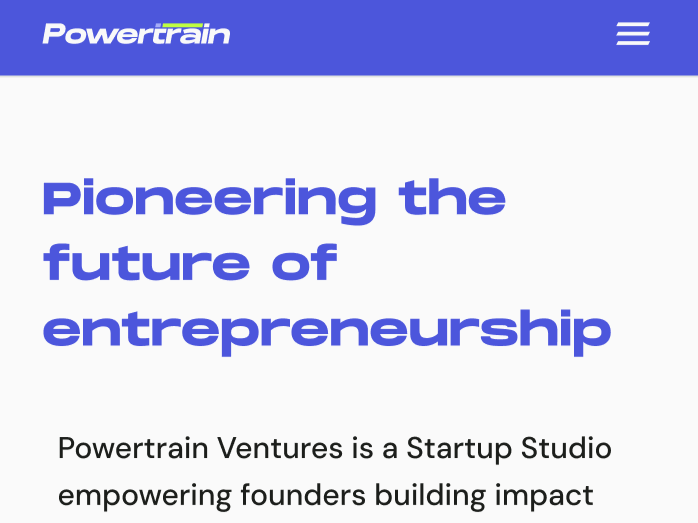 Powertrain
Pioneering the
future of
entrepreneurship
Powertrain Ventures is a Startup Studio
empowering founders building impact